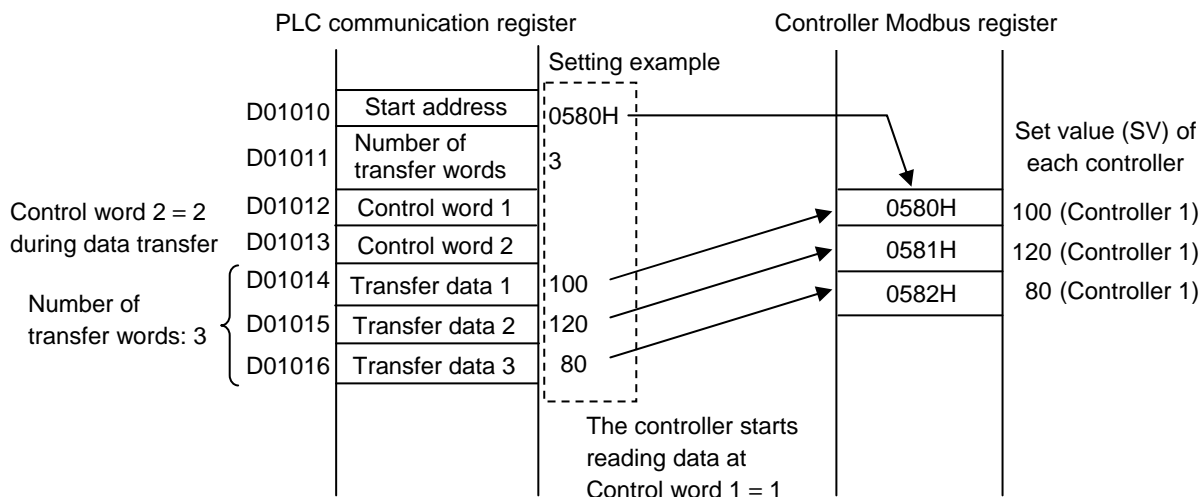 PLC communication register
Controller Modbus register
Setting example
D01010 Start address 0580H
D01011 Number of
transfer words 3
Set value (SV) of
each controller
D01012 Control word 1
Control word 2 = 2
during data transfer
D01013 Control word 2
D01014 Transfer data 1 100
D01015 Transfer data 2 120
D01016 Transfer data 3 80
Number of
transfer words: 3
0580H 100 (Controller 1)
0581H 120 (Controller 1)
0582H 80 (Controller 1)
The controller starts
reading data at
Control word 1 = 1